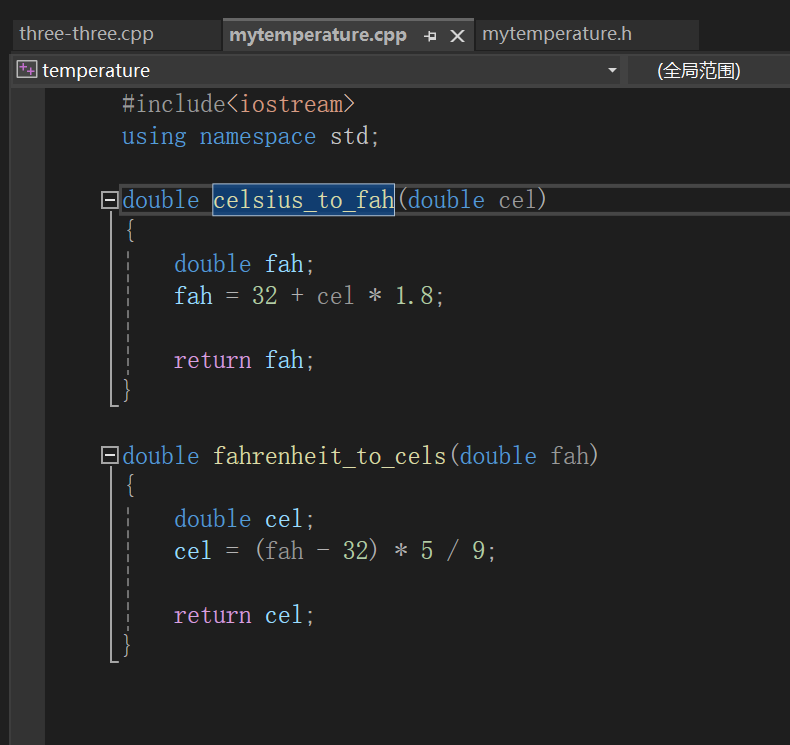 three-three.cpp mytemperature.cpp mytemperature.h
temperature (全局范围)
#include<iostream>
using namespace std;
double celsius_to_fah(double cel)
{
double fah;
fah = 32 + cel * 1.8;
return fah;
}
double fahrenheit_to_cels(double fah)
{
double cel;
cel = (fah - 32) * 5 / 9;
return cel;
}